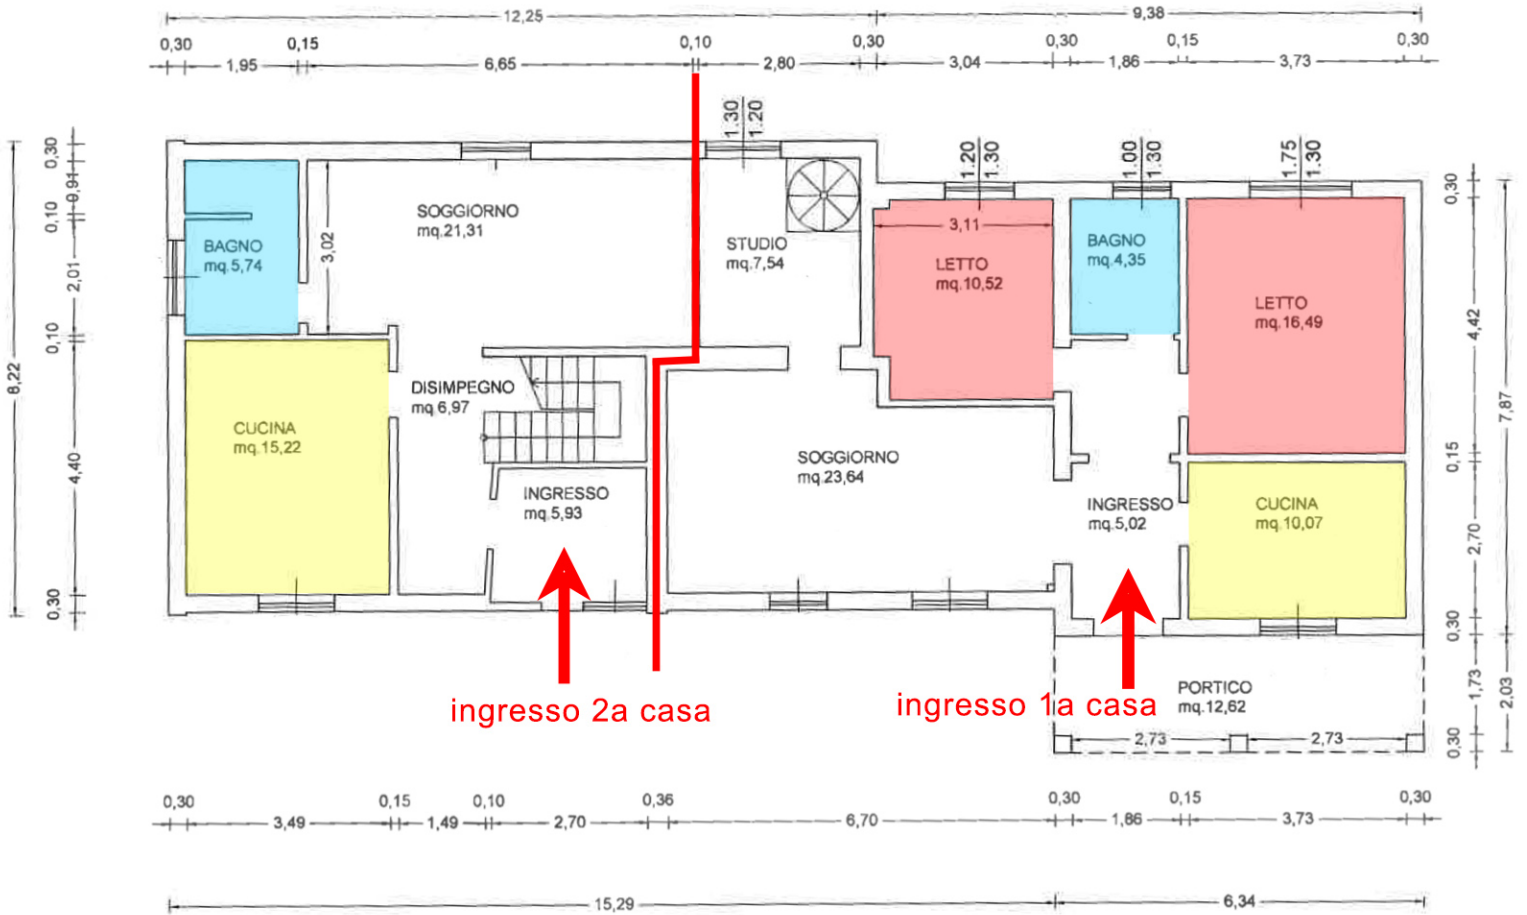 12,25
9,38
0,30 0,15 0,10 0,30 0,30 0,15 0,30
1,95 6,65 2,80 3,04 1,86 3,73
1.30
1.20
1.20
1.30
1.00
1.30
1.75
1.30
0,30
0,91
0,10
2,01
0,10
4,40
0,30
8,22
BAGNO
mq.5,74
3,02
SOGGIORNO
mq.21,31
STUDIO
mq.7,54
3,11
LETTO
mq.10,52
BAGNO
mq.4,35
LETTO
mq.16,49
0,30
4,42
0,15
2,70
0,30
1,73
0,30
7,87
2,03
DISIMPEGNO
mq.6,97
CUCINA
mq.15,22
SOGGIORNO
mq.23,64
INGRESSO
mq.5,93
INGRESSO
mq.5,02
CUCINA
mq.10,07
ingresso 2a casa
ingresso 1a casa
PORTICO
mq.12,62
2,73 2,73
0,30 0,15 0,10 0,36 0,30 0,15 0,30
3,49 1,49 2,70 6,70 1,86 3,73
15,29 6,34